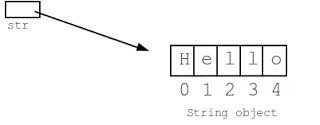 str
H e l l o
0 1 2 3 4
String object